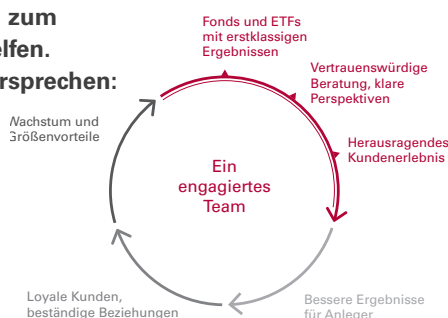 zum
elfen.
ersprechen:
Fonds und ETFs
mit erstklassigen
Ergebnissen
Vertrauenswürdige
Beratung, klare
Perspektiven
Herausragendes
Kundenerlebnis
Wachstum und
Größenvorteile
Ein
engagiertes
Team
Loyale Kunden,
beständige Beziehungen
Bessere Ergebnisse
für Anleger